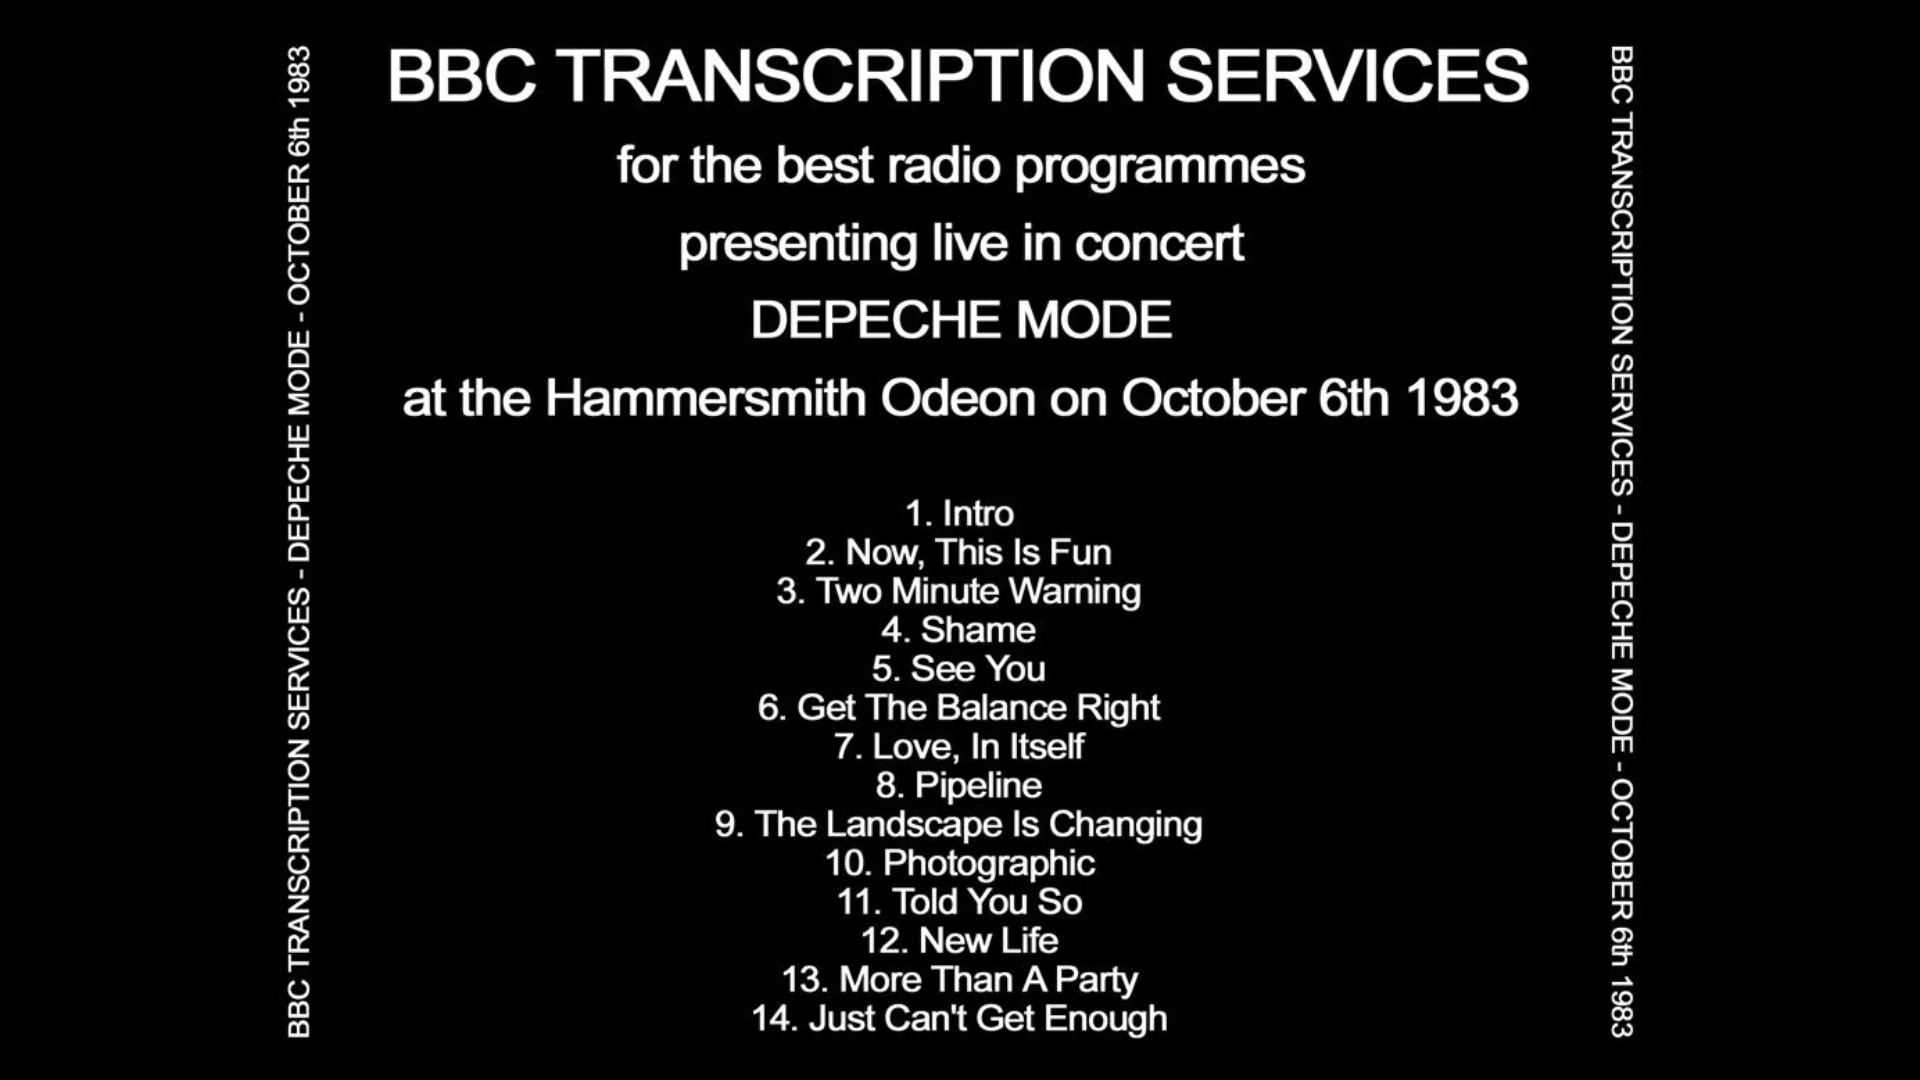 BBC TRANSCRIPTION SERVICES - DEPECHE MODE - OCTOBER 6th 1983
BBC TRANSCRIPTION SERVICES
for the best radio programmes
presenting live in concert
DEPECHE MODE
at the Hammersmith Odeon on October 6th 1983
1. Intro
2. Now, This Is Fun
3. Two Minute Warning
4. Shame
5. See You
6. Get The Balance Right
7. Love, In Itself
8. Pipeline
9. The Landscape Is Changing
10. Photographic
11. Told You So
12. New Life
13. More Than A Party
14. Just Can't Get Enough
BBC TRANSCRIPTION SERVICES - DEPECHE MODE - OCTOBER 6th 1983